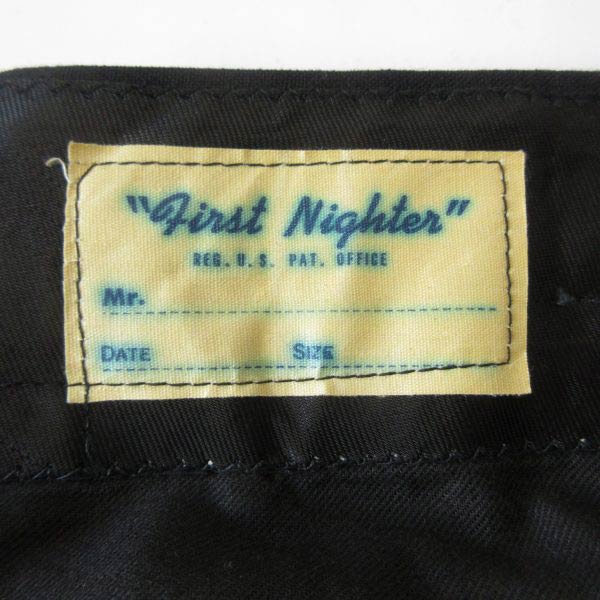 "First Nighter"
REG. U.S. PAT. OFFICE
Mr.
DATE SIZE